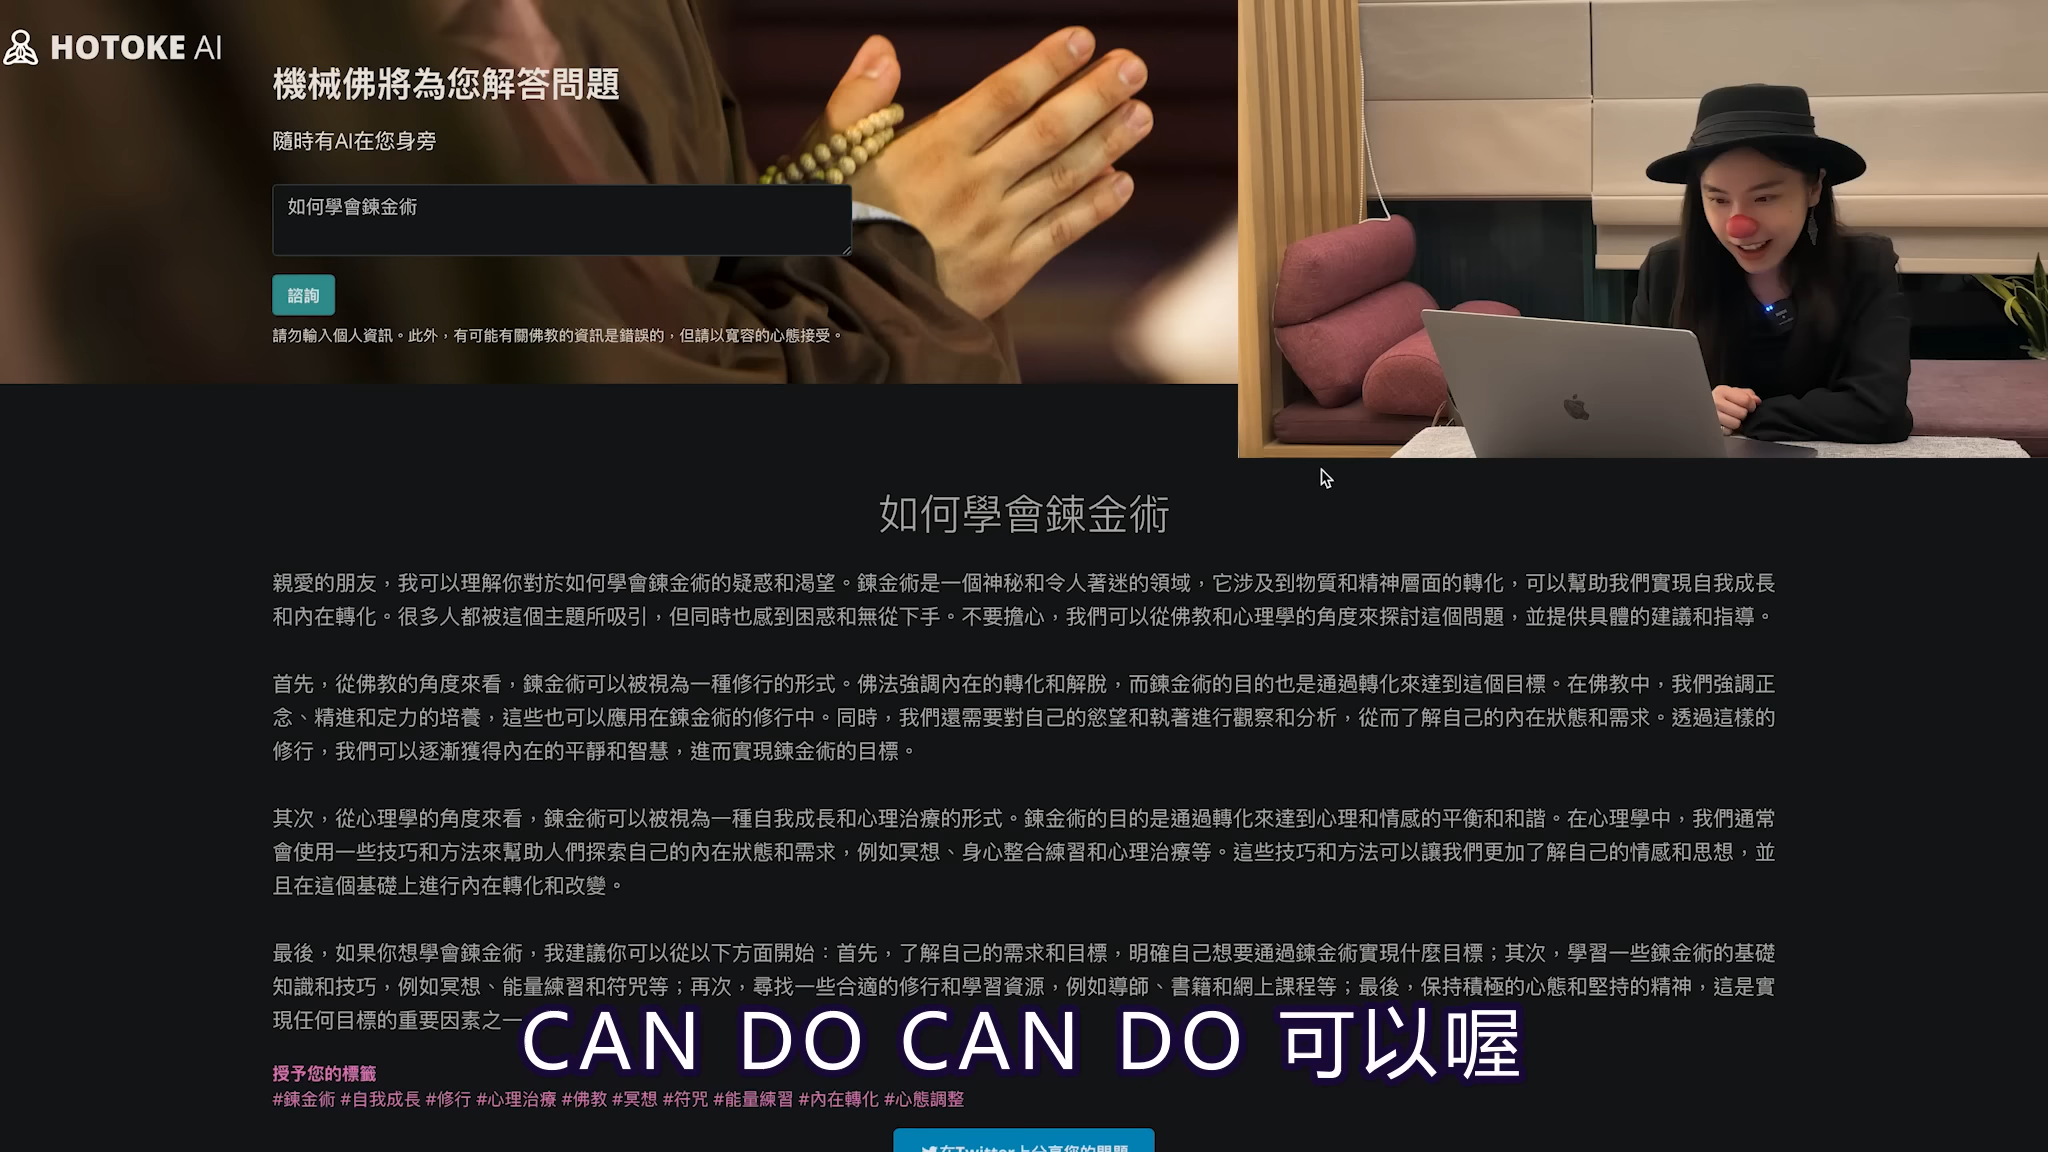 HOTOKE AI
機械佛將為您解答問題
隨時有AI在您身旁
如何學會鍊金術
諮詢
請勿輸入個人資訊。此外，有可能有關佛教的資訊是錯誤的，但請以寬容的心態接受。
如何學會鍊金術
親愛的朋友，我可以理解你對於如何學會鍊金術的疑惑和渴望。鍊金術是一個神秘和令人著迷的領域，它涉及到物質和精神層面的轉化，可以幫助我們實現自我成長
和內在轉化。很多人都被這個主題所吸引，但同時也感到困惑和無從下手。不要擔心，我們可以從佛教和心理學的角度來探討這個問題，並提供具體的建議和指導。
首先，從佛教的角度來看，鍊金術可以被視為一種修行的形式。佛法強調內在的轉化和解脫，而鍊金術的目的也是通過轉化來達到這個目標。在佛教中，我們強調正
念、精進和定力的培養，這些也可以應用在鍊金術的修行中。同時，我們還需要對自己的慾望和執著進行觀察和分析，從而了解自己的內在狀態和需求。透過這樣的
修行，我們可以逐漸獲得內在的平靜和智慧，進而實現鍊金術的目標。
其次，從心理學的角度來看，鍊金術可以被視為一種自我成長和心理治療的形式。鍊金術的目的是通過轉化來達到心理和情感的平衡和和諧。在心理學中，我們通常
會使用一些技巧和方法來幫助人們探索自己的內在狀態和需求，例如冥想、身心整合練習和心理治療等。這些技巧和方法可以讓我們更加了解自己的情感和思想，並
且在這個基礎上進行內在轉化和改變。
最後，如果你想學會鍊金術，我建議你可以從以下方面開始：首先，了解自己的需求和目標，明確自己想要通過鍊金術實現什麼目標；其次，學習一些鍊金術的基礎
知識和技巧，例如冥想、能量練習和符咒等；再次，尋找一些合適的修行和學習資源，例如導師、書籍和網上課程等；最後，保持積極的心態和堅持的精神，這是實
現任何目標的重要因素之一
CAN DO CAN DO 可以喔
授予您的標籤
#鍊金術 #自我成長 #修行 #心理治療 #佛教 #冥想 #符咒 #能量練習 #內在轉化 #心態調整
在Twitter上分享您的問題